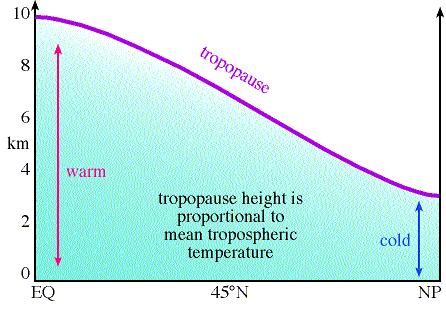 10
8
6
km
4
2
0
tropopause
warm
tropopause height is
proportional to
mean tropospheric
temperature
cold
EQ
45°N
NP